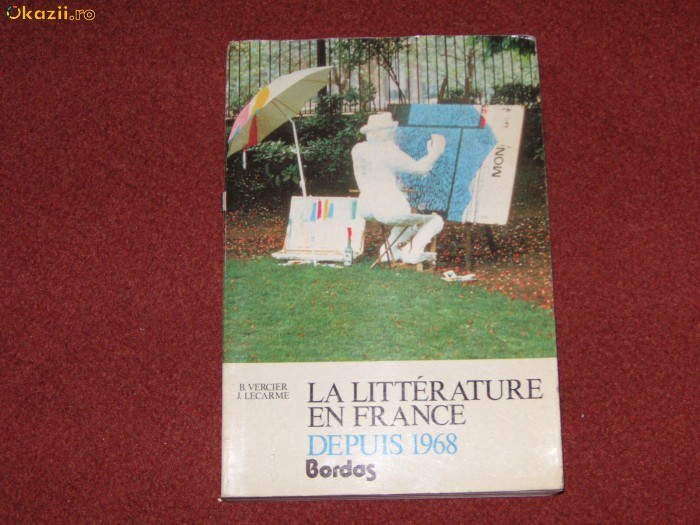 Okazii.ro
MON
B. VERCIER
J. LECARME
LA LITTÉRATURE
EN FRANCE
DEPUIS 1968
Bordas